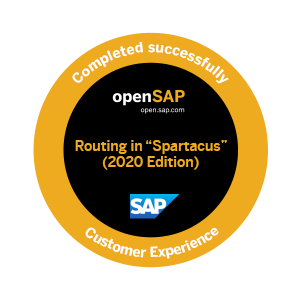 Completed successfully
openSAP
open.sap.com
Routing in “Spartacus”
(2020 Edition)
SAP
Customer Experience